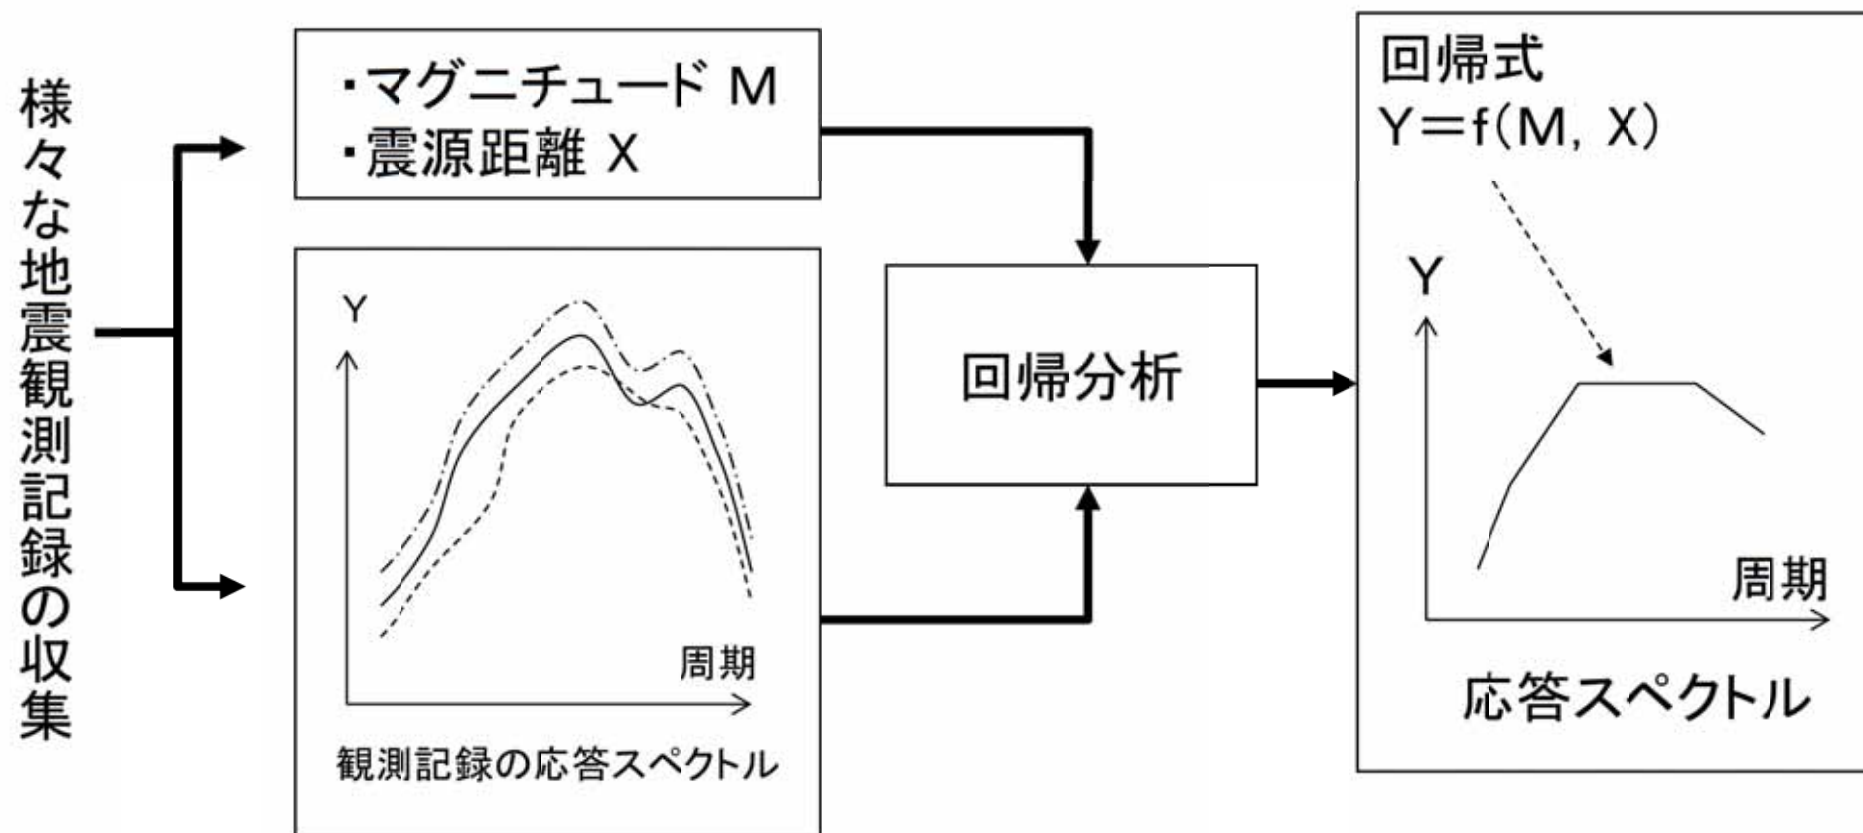 様々な地震観測記録の収集
・マグニチュード M
・震源距離 X
Y
周期
観測記録の応答スペクトル
回帰分析
回帰式
Y＝f(M, X)
Y
周期
応答スペクトル